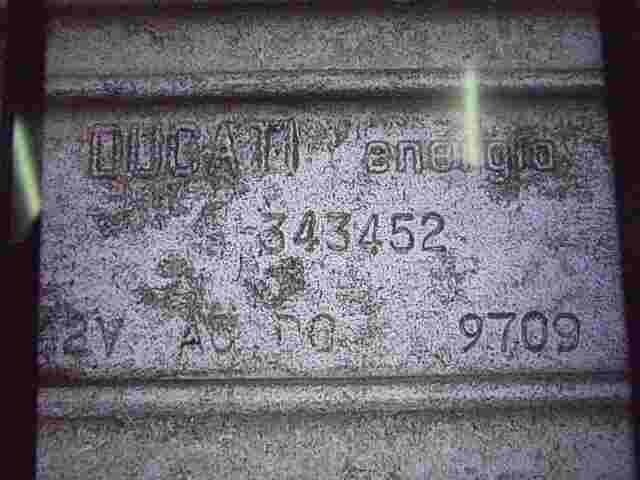 DUCATI energia
343452
2V AC DC 9709